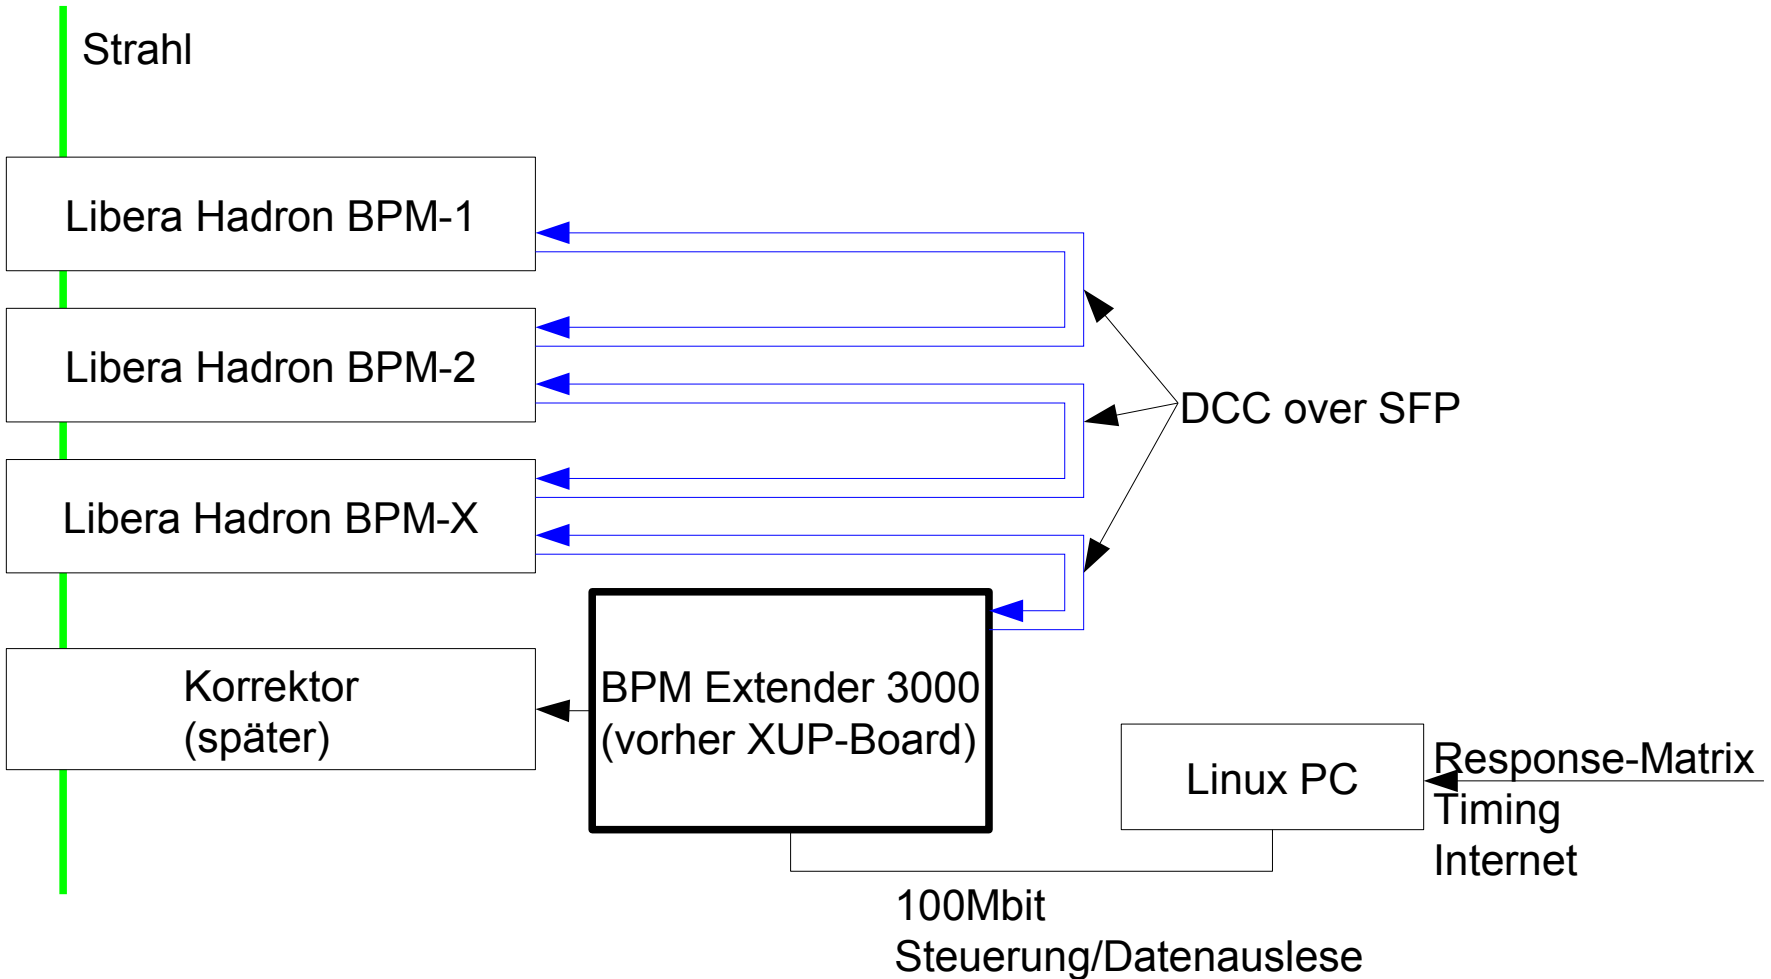 Strahl
Libera Hadron BPM-1
Libera Hadron BPM-2
DCC over SFP
Libera Hadron BPM-X
Korrektor
(später)
BPM Extender 3000
(vorher XUP-Board)
Linux PC
Response-Matrix
Timing
Internet
100Mbit
Steuerung/Datenauslese